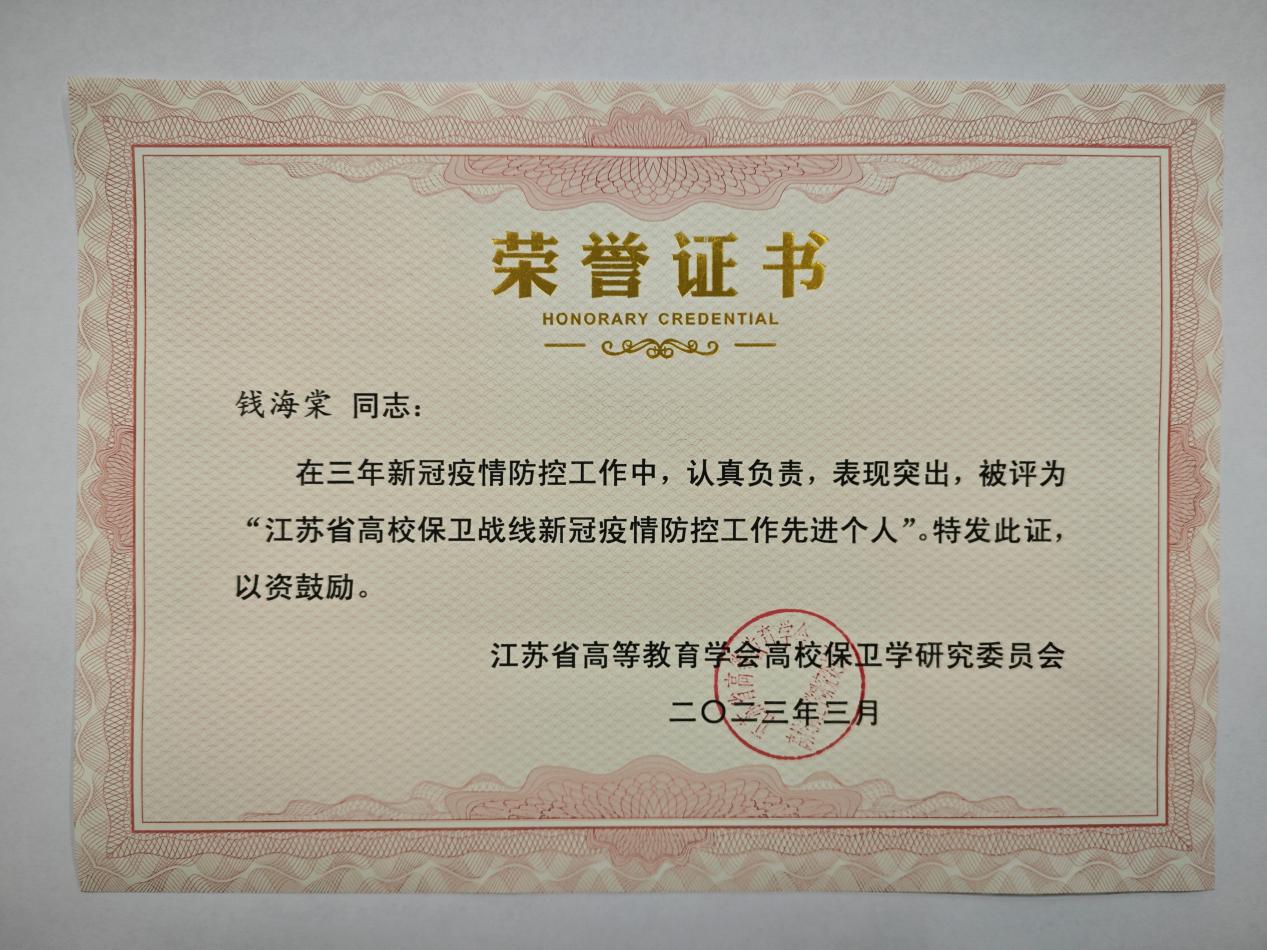 荣誉证书
HONORARY CREDENTIAL
钱海棠 同志：
在三年新冠疫情防控工作中，认真负责，表现突出，被评为
“江苏省高校保卫战线新冠疫情防控工作先进个人”。特发此证，
以资鼓励。
江苏省高等教育学会高校保卫学研究委员会
二〇二三年三月